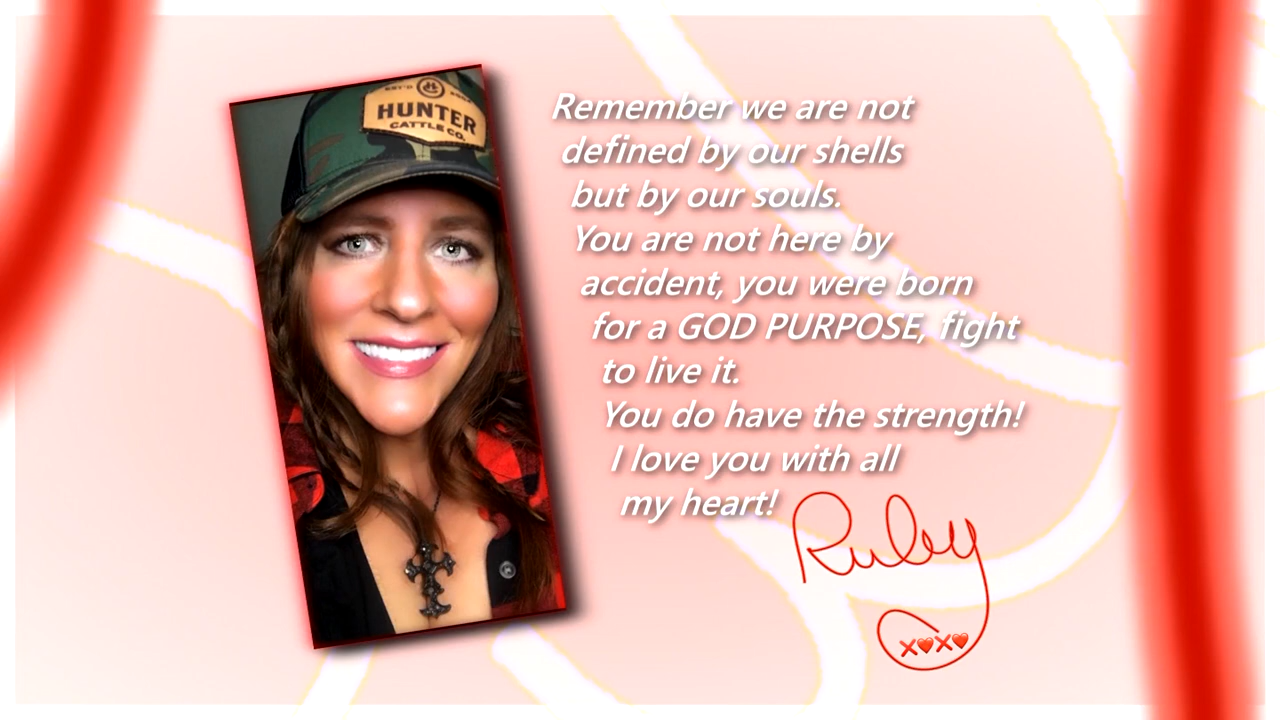 EST'D
HUNTER
CATTLE CO.
Remember we are not
defined by our shells
but by our souls.
You are not here by
accident, you were born
for a GOD PURPOSE, fight
to live it.
You do have the strength!
I love you with all
my heart!
Ruby
❌❤️❌❤️